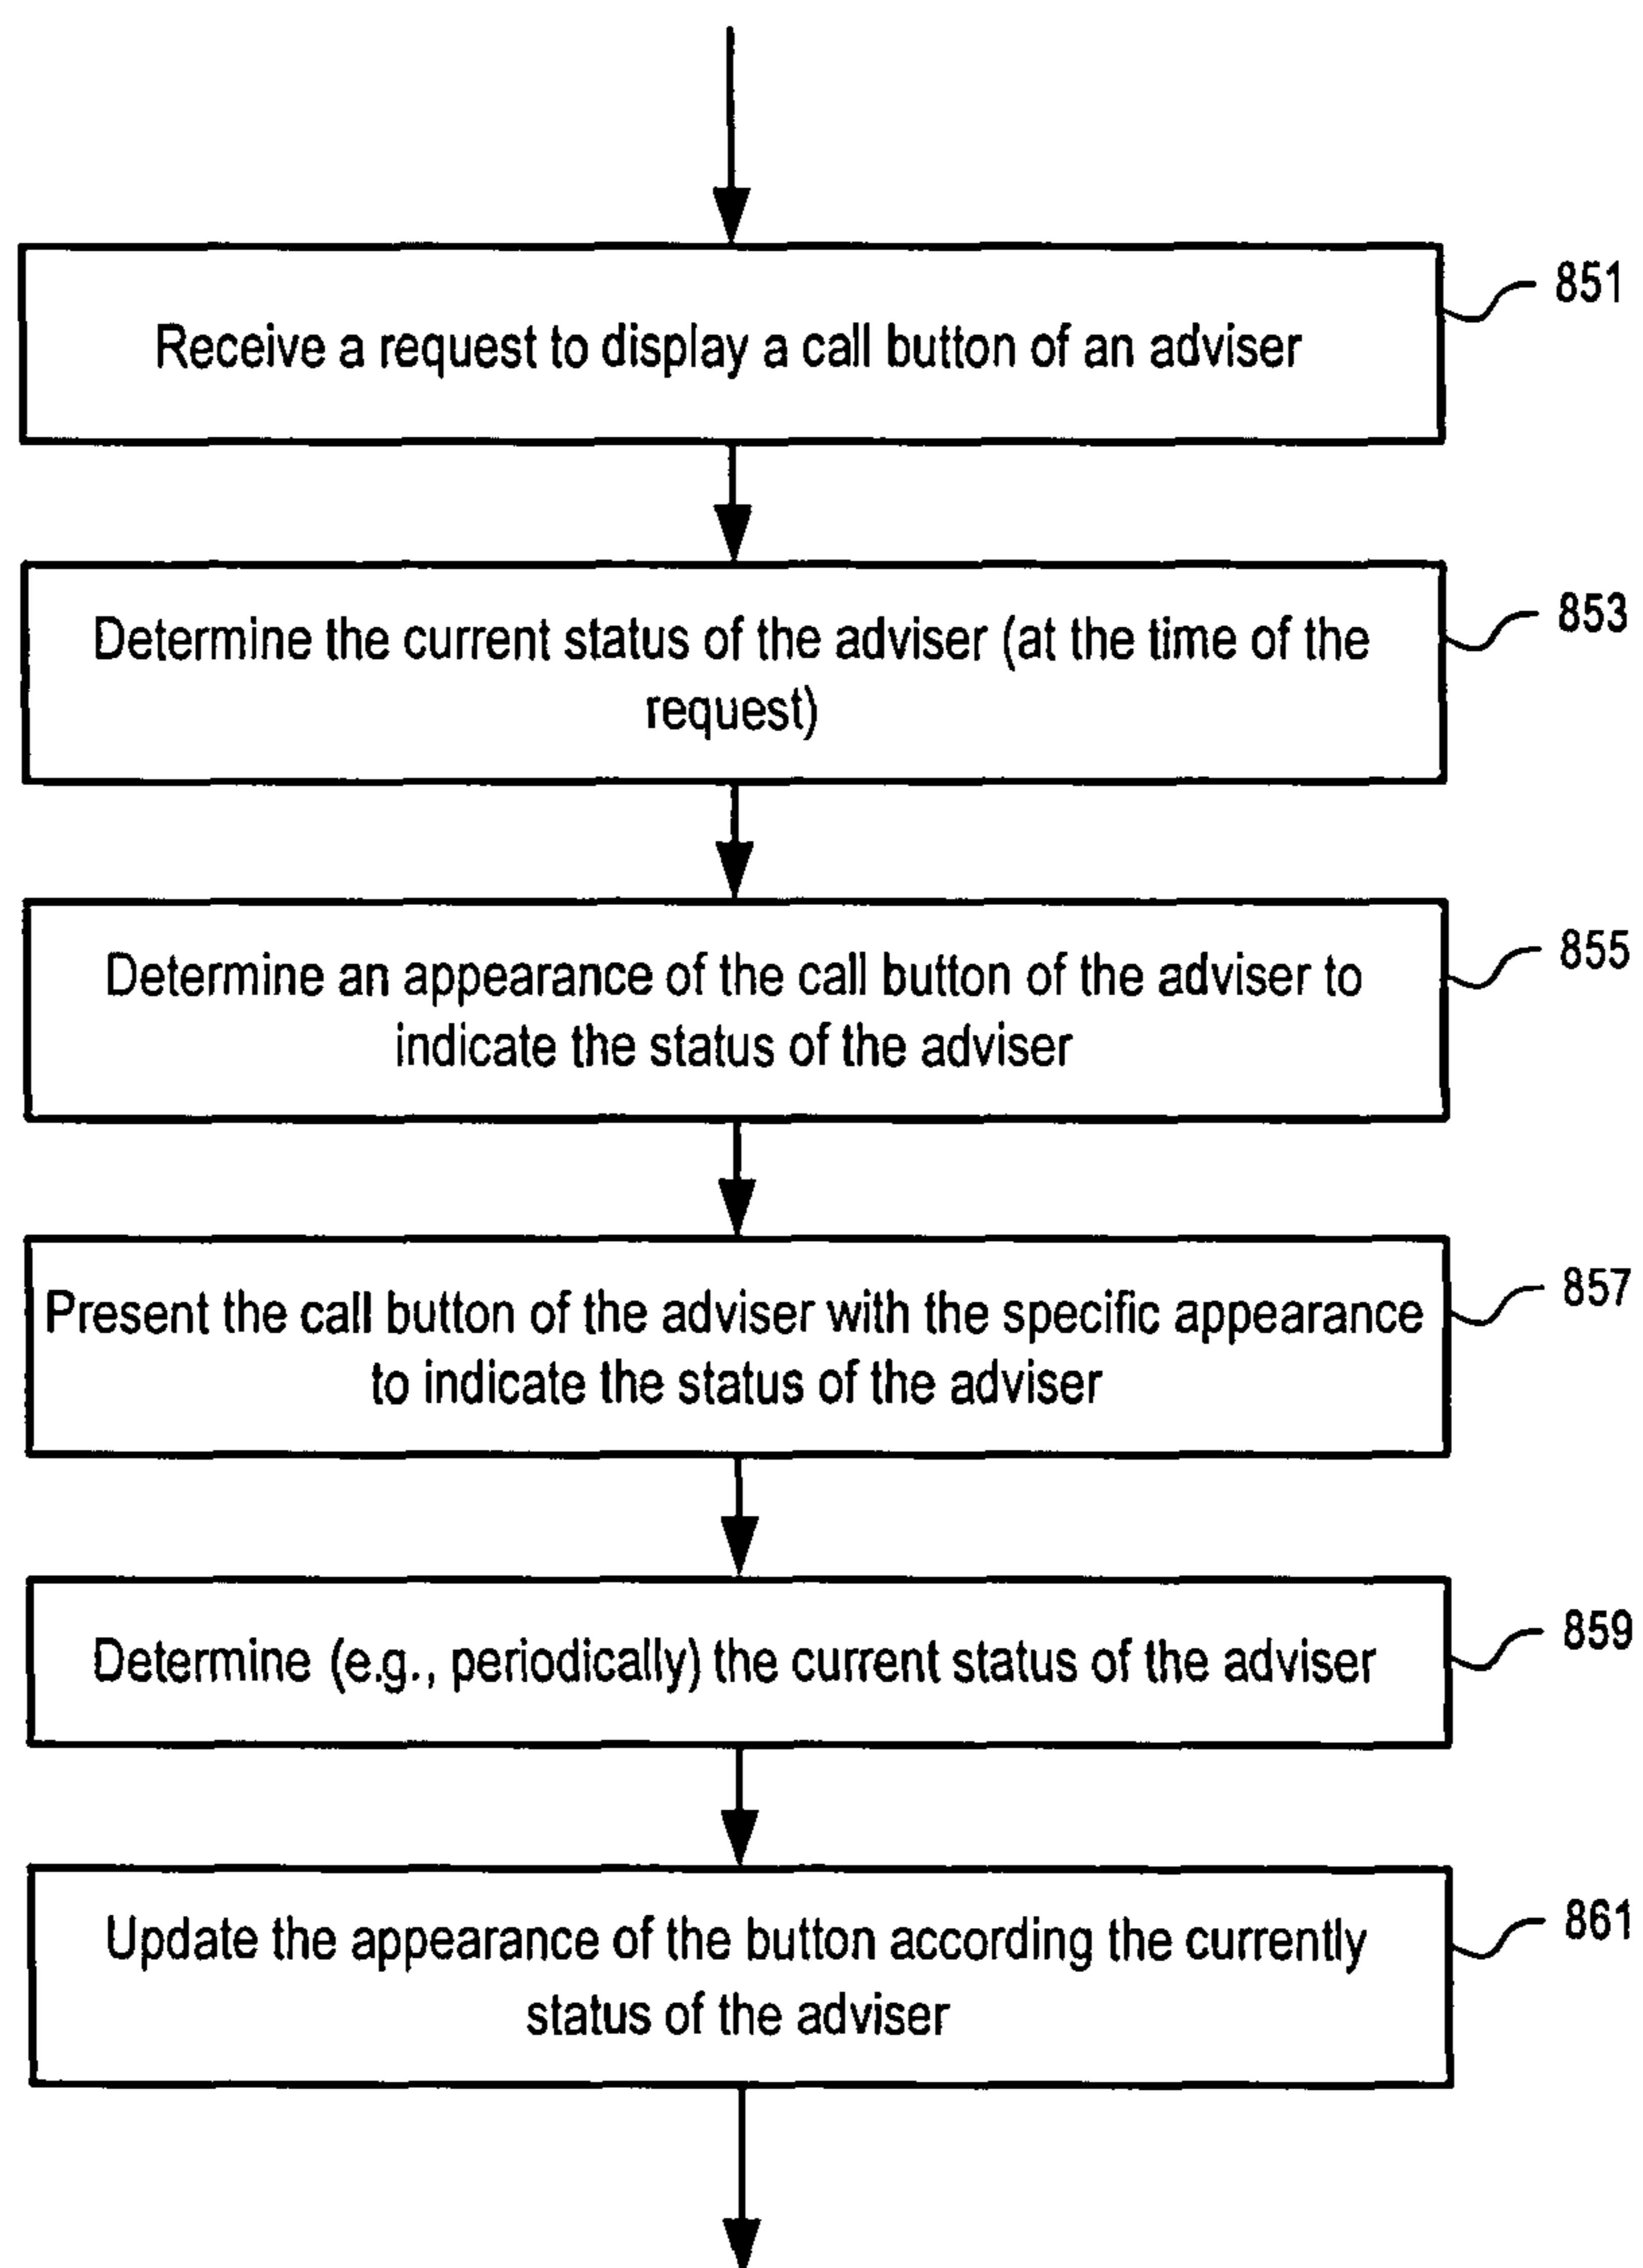 851
Receive a request to display a call button of an adviser
853
Determine the current status of the adviser (at the time of the
request)
855
Determine an appearance of the call button of the adviser to
indicate the status of the adviser
857
Present the call button of the adviser with the specific appearance
to indicate the status of the adviser
859
Determine (e.g., periodically) the current status of the adviser
861
Update the appearance of the button according the currently
status of the adviser